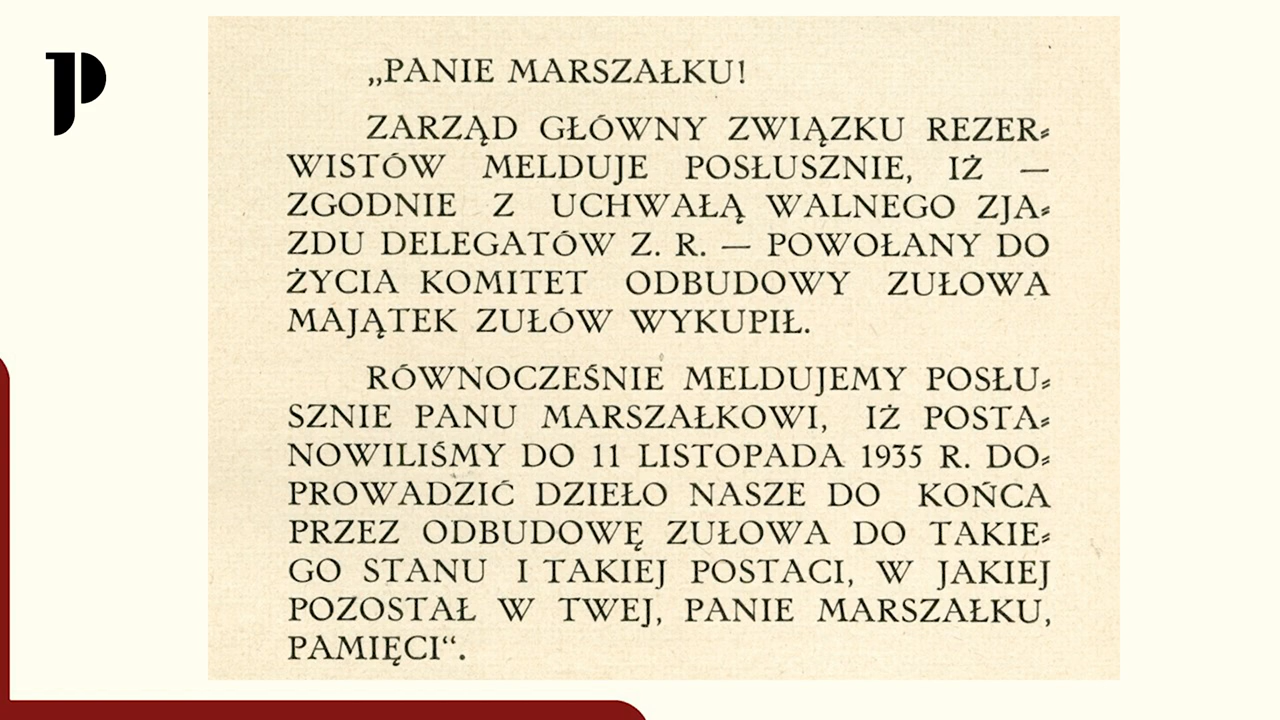 „PANIE MARSZAŁKU!
ZARZĄD GŁÓWNY ZWIĄZKU REZER-
WISTÓW MELDUJE POSŁUSZNIE, IŻ —
ZGODNIE Z UCHWAŁĄ WALNEGO ZJA-
ZDU DELEGATÓW Z. R. — POWOŁANY DO
ŻYCIA KOMITET ODBUDOWY ZUŁOWA
MAJĄTEK ZUŁÓW WYKUPIŁ.
RÓWNOCZEŚNIE MELDUJEMY POSŁU-
SZNIE PANU MARSZAŁKOWI, IŻ POSTA-
NOWILIŚMY DO 11 LISTOPADA 1935 R. DO-
PROWADZIĆ DZIEŁO NASZE DO KOŃCA
PRZEZ ODBUDOWĘ ZUŁOWA DO TAKIE-
GO STANU I TAKIEJ POSTACI, W JAKIEJ
POZOSTAŁ W TWEJ, PANIE MARSZAŁKU,
PAMIĘCI“.